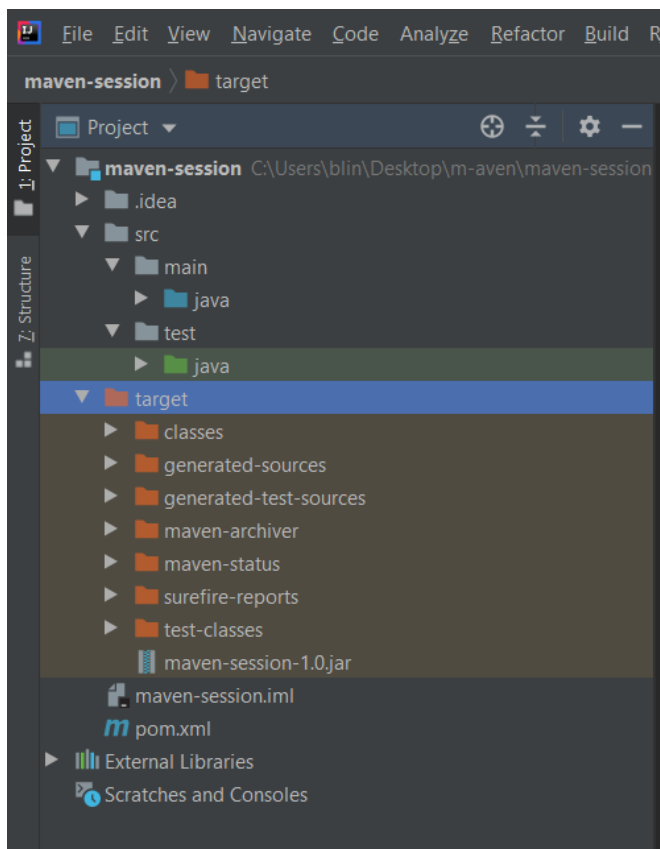 File Edit View Navigate Code Analyze Refactor Build R
maven-session target
1: Project
7: Structure
Project
maven-session C:\Users\blin\Desktop\m-aven\maven-session
.idea
src
main
java
test
java
target
classes
generated-sources
generated-test-sources
maven-archiver
maven-status
surefire-reports
test-classes
maven-session-1.0.jar
maven-session.iml
pom.xml
External Libraries
Scratches and Consoles